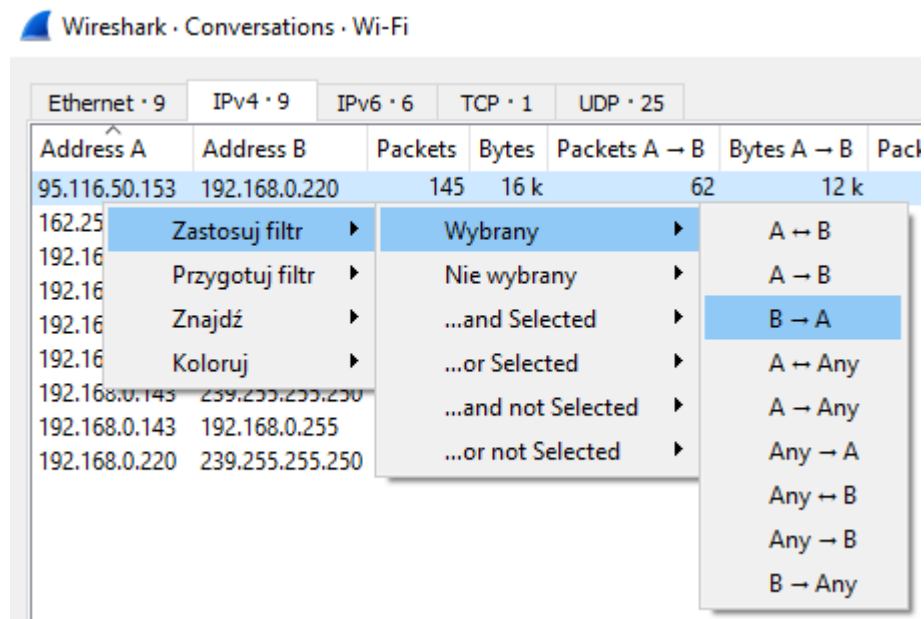 Wireshark · Conversations · Wi-Fi
Ethernet · 9 IPv4 · 9 IPv6 · 6 TCP · 1 UDP · 25
Address A Address B Packets Bytes Packets A → B Bytes A → B
95.116.50.153 192.168.0.220 145 16 k 62 12 k
Zastosuj filtr Wybrany A ↔ B
Przygotuj filtr Nie wybrany A → B
Znajdź ...and Selected B → A
Koloruj ...or Selected A ↔ Any
192.168.0.143 239.255.255.250
...and not Selected A → Any
192.168.0.143 192.168.0.255
...or not Selected Any → A
192.168.0.220 239.255.255.250
Any ↔ B
Any → B
B → Any